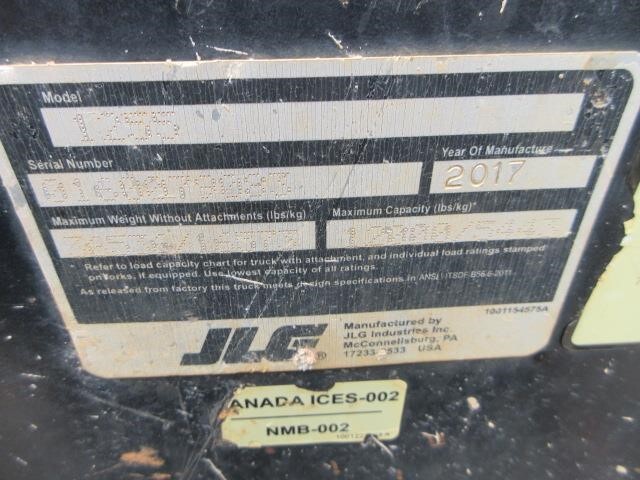 Model
1255
Serial Number
Year Of Manufacture
2017
Maximum Weight Without Attachments (lbs/kg)
Maximum Capacity (lbs/kg)*
* Refer to load capacity chart for truck with attachment, and individual load ratings stamped
on forks, if equipped. Use lowest capacity of all ratings.
As released from factory this truck meets design specifications in ANSI / ITSDF B56.6-2011
1001154575A
JLG®
Manufactured by
JLG Industries Inc.
McConnellsburg, PA
USA
ANADA ICES-002
NMB-002